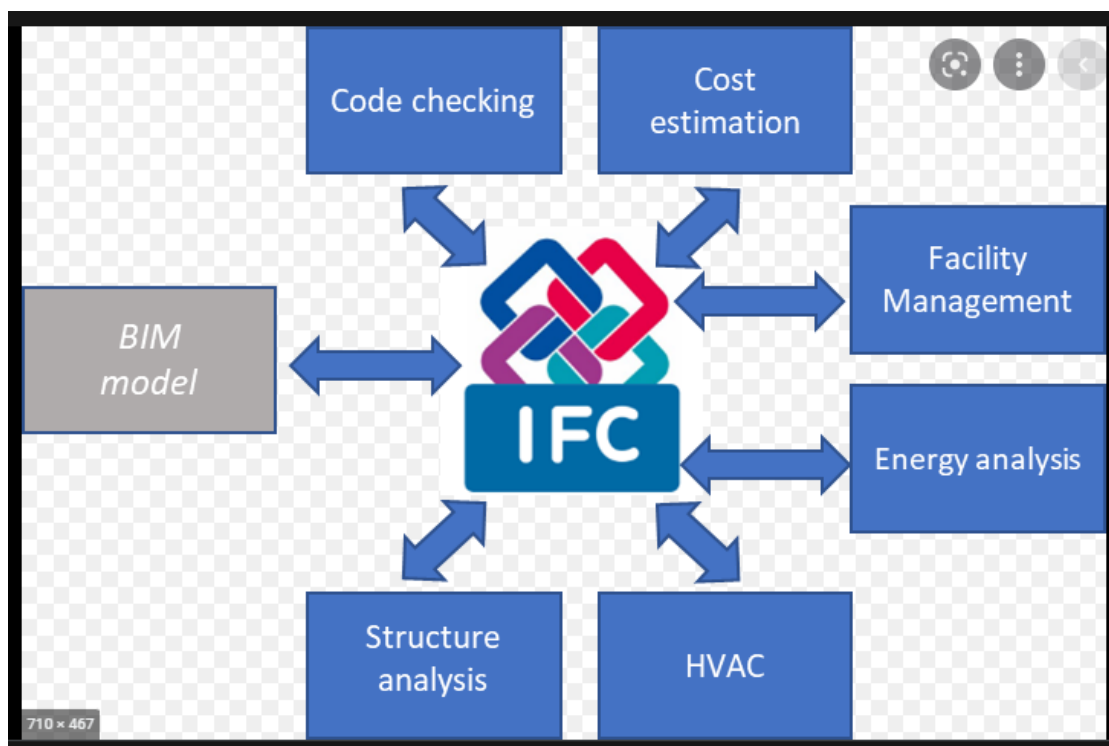 Code checking
Cost
estimation
Facility
Management
BIM
model
IFC
Energy analysis
Structure
analysis
HVAC
710 × 467